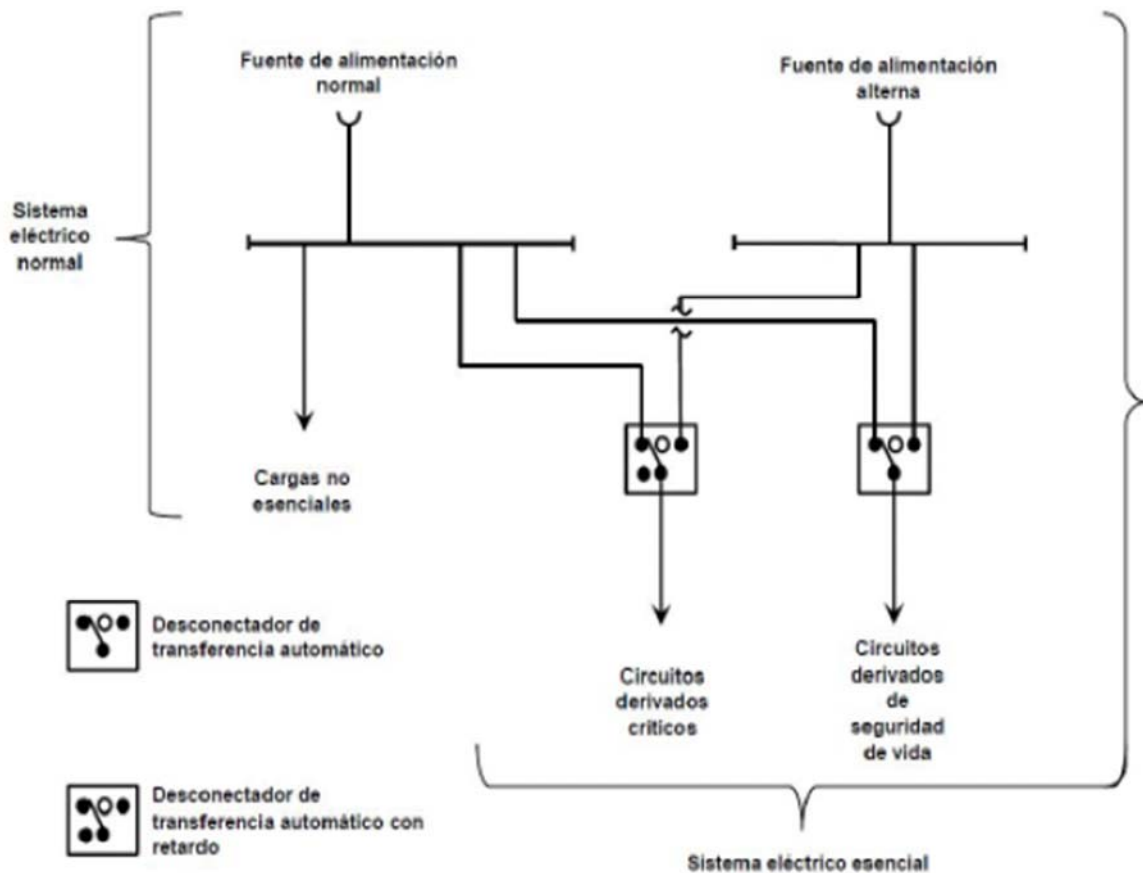 Fuente de alimentación
normal
Fuente de alimentación
alterna
Sistema
eléctrico
normal
Cargas no
esenciales
Desconectador de
transferencia automático
Circuitos
derivados
críticos
Circuitos
derivados
de
seguridad
de vida
Desconectador de
transferencia automático con
retardo
Sistema eléctrico esencial